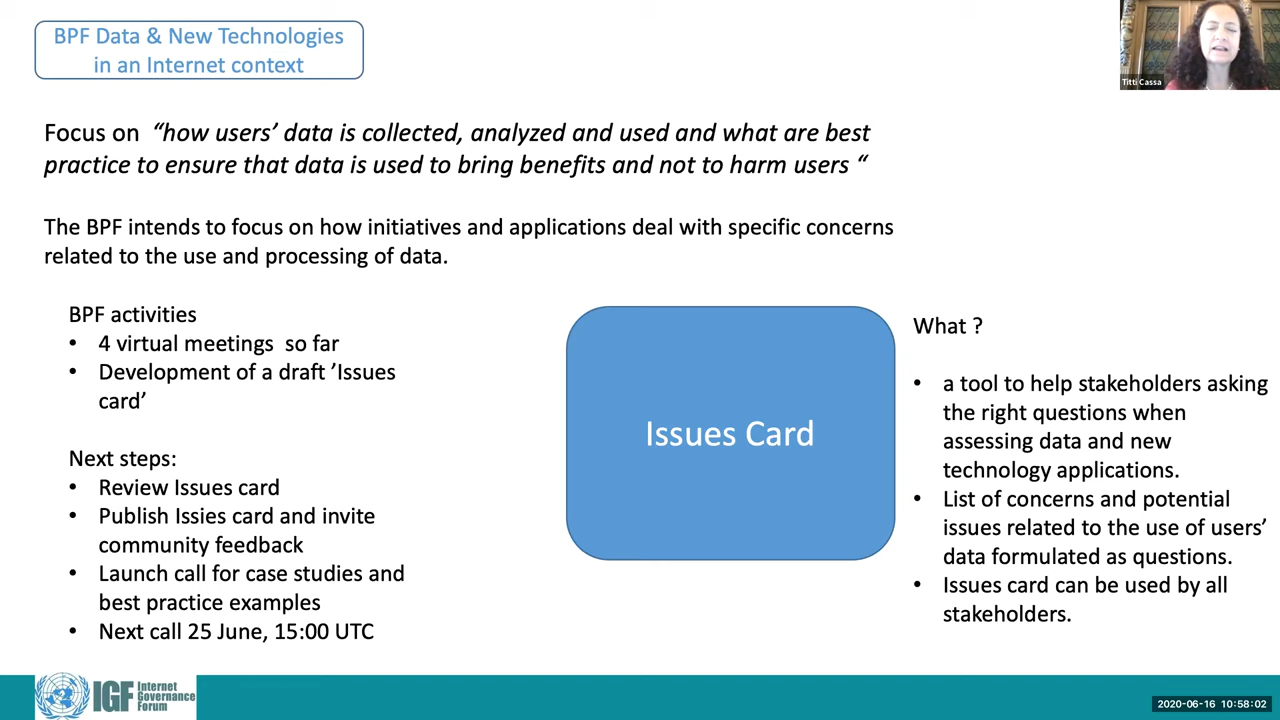 BPF Data & New Technologies
in an Internet context
Titti Cassa
Focus on “how users’ data is collected, analyzed and used and what are best
practice to ensure that data is used to bring benefits and not to harm users “
The BPF intends to focus on how initiatives and applications deal with specific concerns
related to the use and processing of data.
BPF activities
• 4 virtual meetings so far
• Development of a draft ’Issues
card’
Next steps:
• Review Issues card
• Publish Issies card and invite
community feedback
• Launch call for case studies and
best practice examples
• Next call 25 June, 15:00 UTC
Issues Card
What ?
• a tool to help stakeholders asking
the right questions when
assessing data and new
technology applications.
• List of concerns and potential
issues related to the use of users’
data formulated as questions.
• Issues card can be used by all
stakeholders.
IGF
Internet
Governance
Forum
2020-06-16 10:58:02